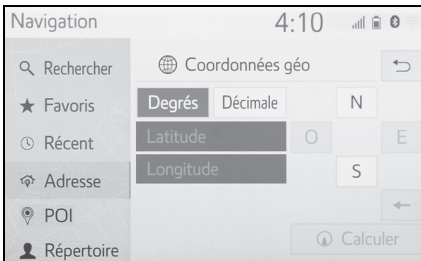 Navigation 4:10
Rechercher
Favoris
Récent
Adresse
POI
Répertoire
Coordonnées géo
Degrés Décimale N
Latitude O E
Longitude S
Calculer